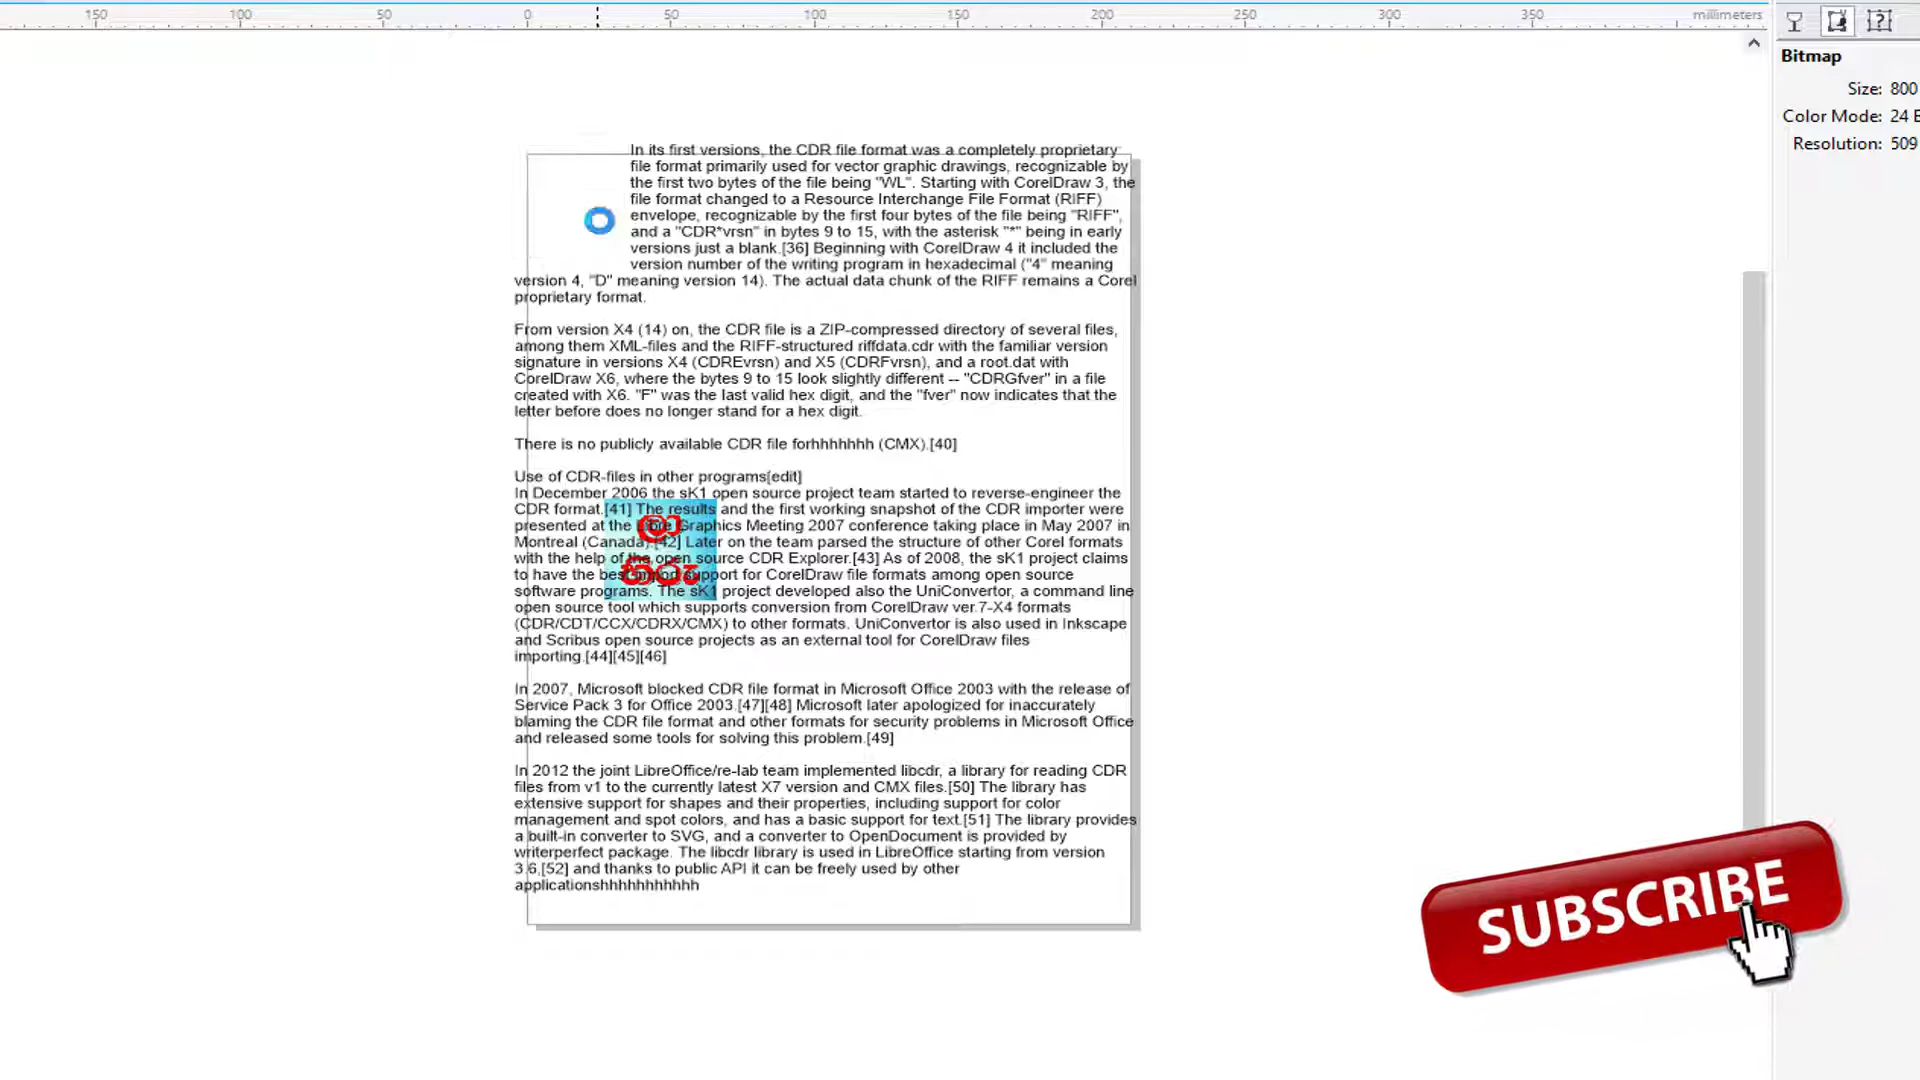 150 100 50 0 50 100 150 200 250 300 350 millimeters
Bitmap
Size: 800
Color Mode: 24
Resolution: 509
In its first versions, the CDR file format was a completely proprietary
file format primarily used for vector graphic drawings, recognizable by
the first two bytes of the file being "WL". Starting with CorelDraw 3, the
file format changed to a Resource Interchange File Format (RIFF)
envelope, recognizable by the first four bytes of the file being "RIFF",
and a "CDR*vrsn" in bytes 9 to 15, with the asterisk "*" being in early
versions just a blank.[36] Beginning with CorelDraw 4 it included the
version number of the writing program in hexadecimal ("4" meaning
version 4, "D" meaning version 14). The actual data chunk of the RIFF remains a Corel
proprietary format.
From version X4 (14) on, the CDR file is a ZIP-compressed directory of several files,
among them XML-files and the RIFF-structured riffdata.cdr with the familiar version
signature in versions X4 (CDREvrsn) and X5 (CDRFvrsn), and a root.dat with
CorelDraw X6, where the bytes 9 to 15 look slightly different -- "CDRGfver" in a file
created with X6. "F" was the last valid hex digit, and the "fver" now indicates that the
letter before does no longer stand for a hex digit.
There is no publicly available CDR file forhhhhhhh (CMX).[40]
Use of CDR-files in other programs[edit]
In December 2006 the sK1 open source project team started to reverse-engineer the
CDR format.[41] The results and the first working snapshot of the CDR importer were
presented at the Libre Graphics Meeting 2007 conference taking place in May 2007 in
Montreal (Canada).[42] Later on the team parsed the structure of other Corel formats
with the help of the open source CDR Explorer.[43] As of 2008, the sK1 project claims
to have the best import support for CorelDraw file formats among open source
software programs. The sK1 project developed also the UniConvertor, a command line
open source tool which supports conversion from CorelDraw ver.7-X4 formats
(CDR/CDT/CCX/CDRX/CMX) to other formats. UniConvertor is also used in Inkscape
and Scribus open source projects as an external tool for CorelDraw files
importing.[44][45][46]
In 2007, Microsoft blocked CDR file format in Microsoft Office 2003 with the release of
Service Pack 3 for Office 2003.[47][48] Microsoft later apologized for inaccurately
blaming the CDR file format and other formats for security problems in Microsoft Office
and released some tools for solving this problem.[49]
In 2012 the joint LibreOffice/re-lab team implemented libcdr, a library for reading CDR
files from v1 to the currently latest X7 version and CMX files.[50] The library has
extensive support for shapes and their properties, including support for color
management and spot colors, and has a basic support for text.[51] The library provides
a built-in converter to SVG, and a converter to OpenDocument is provided by
writerperfect package. The libcdr library is used in LibreOffice starting from version
3.6,[52] and thanks to public API it can be freely used by other
applicationshhhhhhhhhhhh
SUBSCRIBE